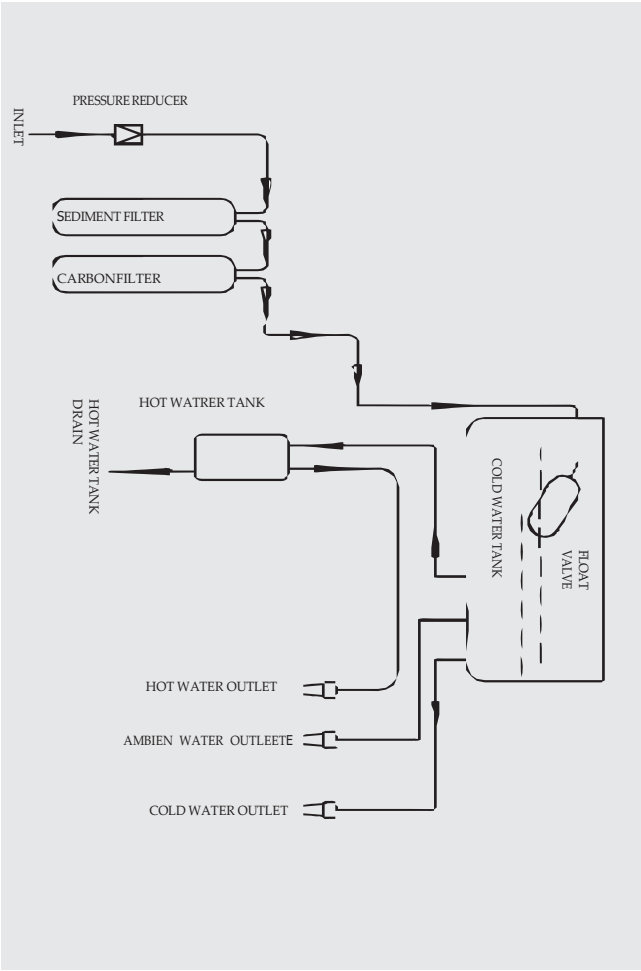 PRESSURE REDUCER
INLET
SEDIMENT FILTER
CARBONFILTER
HOT WATRER TANK
HOT WATER TANK
DRAIN
COLD WATER TANK
FLOAT
VALVE
HOT WATER OUTLET
AMBIEN WATER OUTLEETE
COLD WATER OUTLET